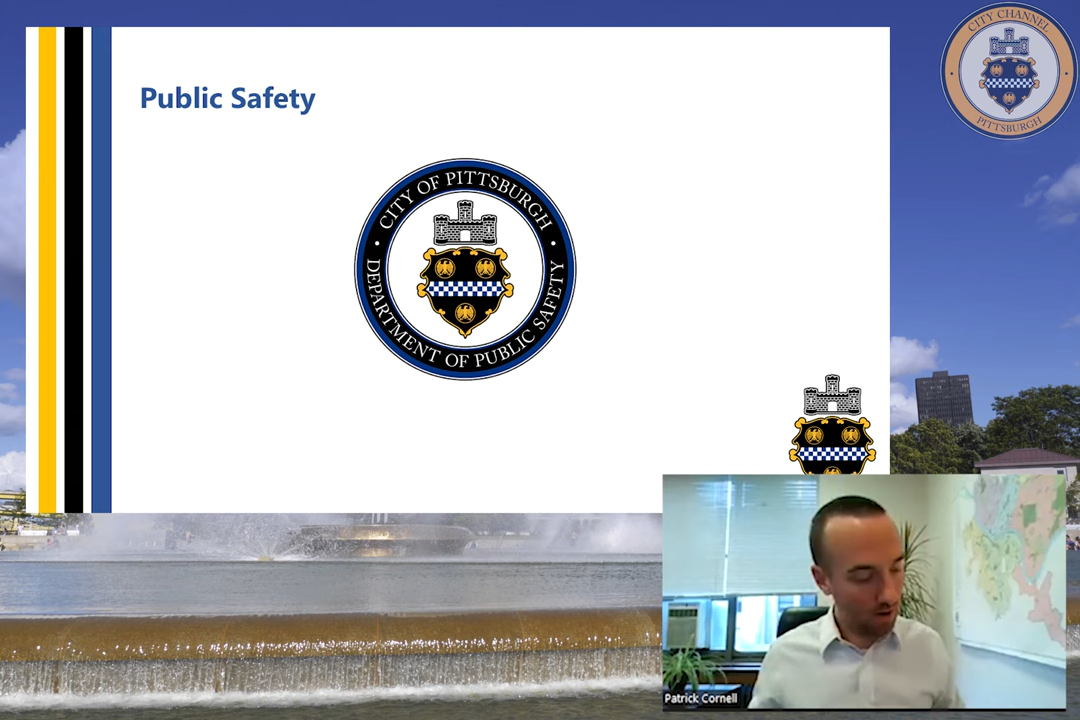 Public Safety
CITY OF PITTSBURGH
DEPARTMENT OF PUBLIC SAFETY
CITY CHANNEL
PITTSBURGH
Patrick Cornell